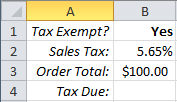 A B
1 Tax Exempt? Yes
2 Sales Tax: 5.65%
3 Order Total: $100.00
4 Tax Due: